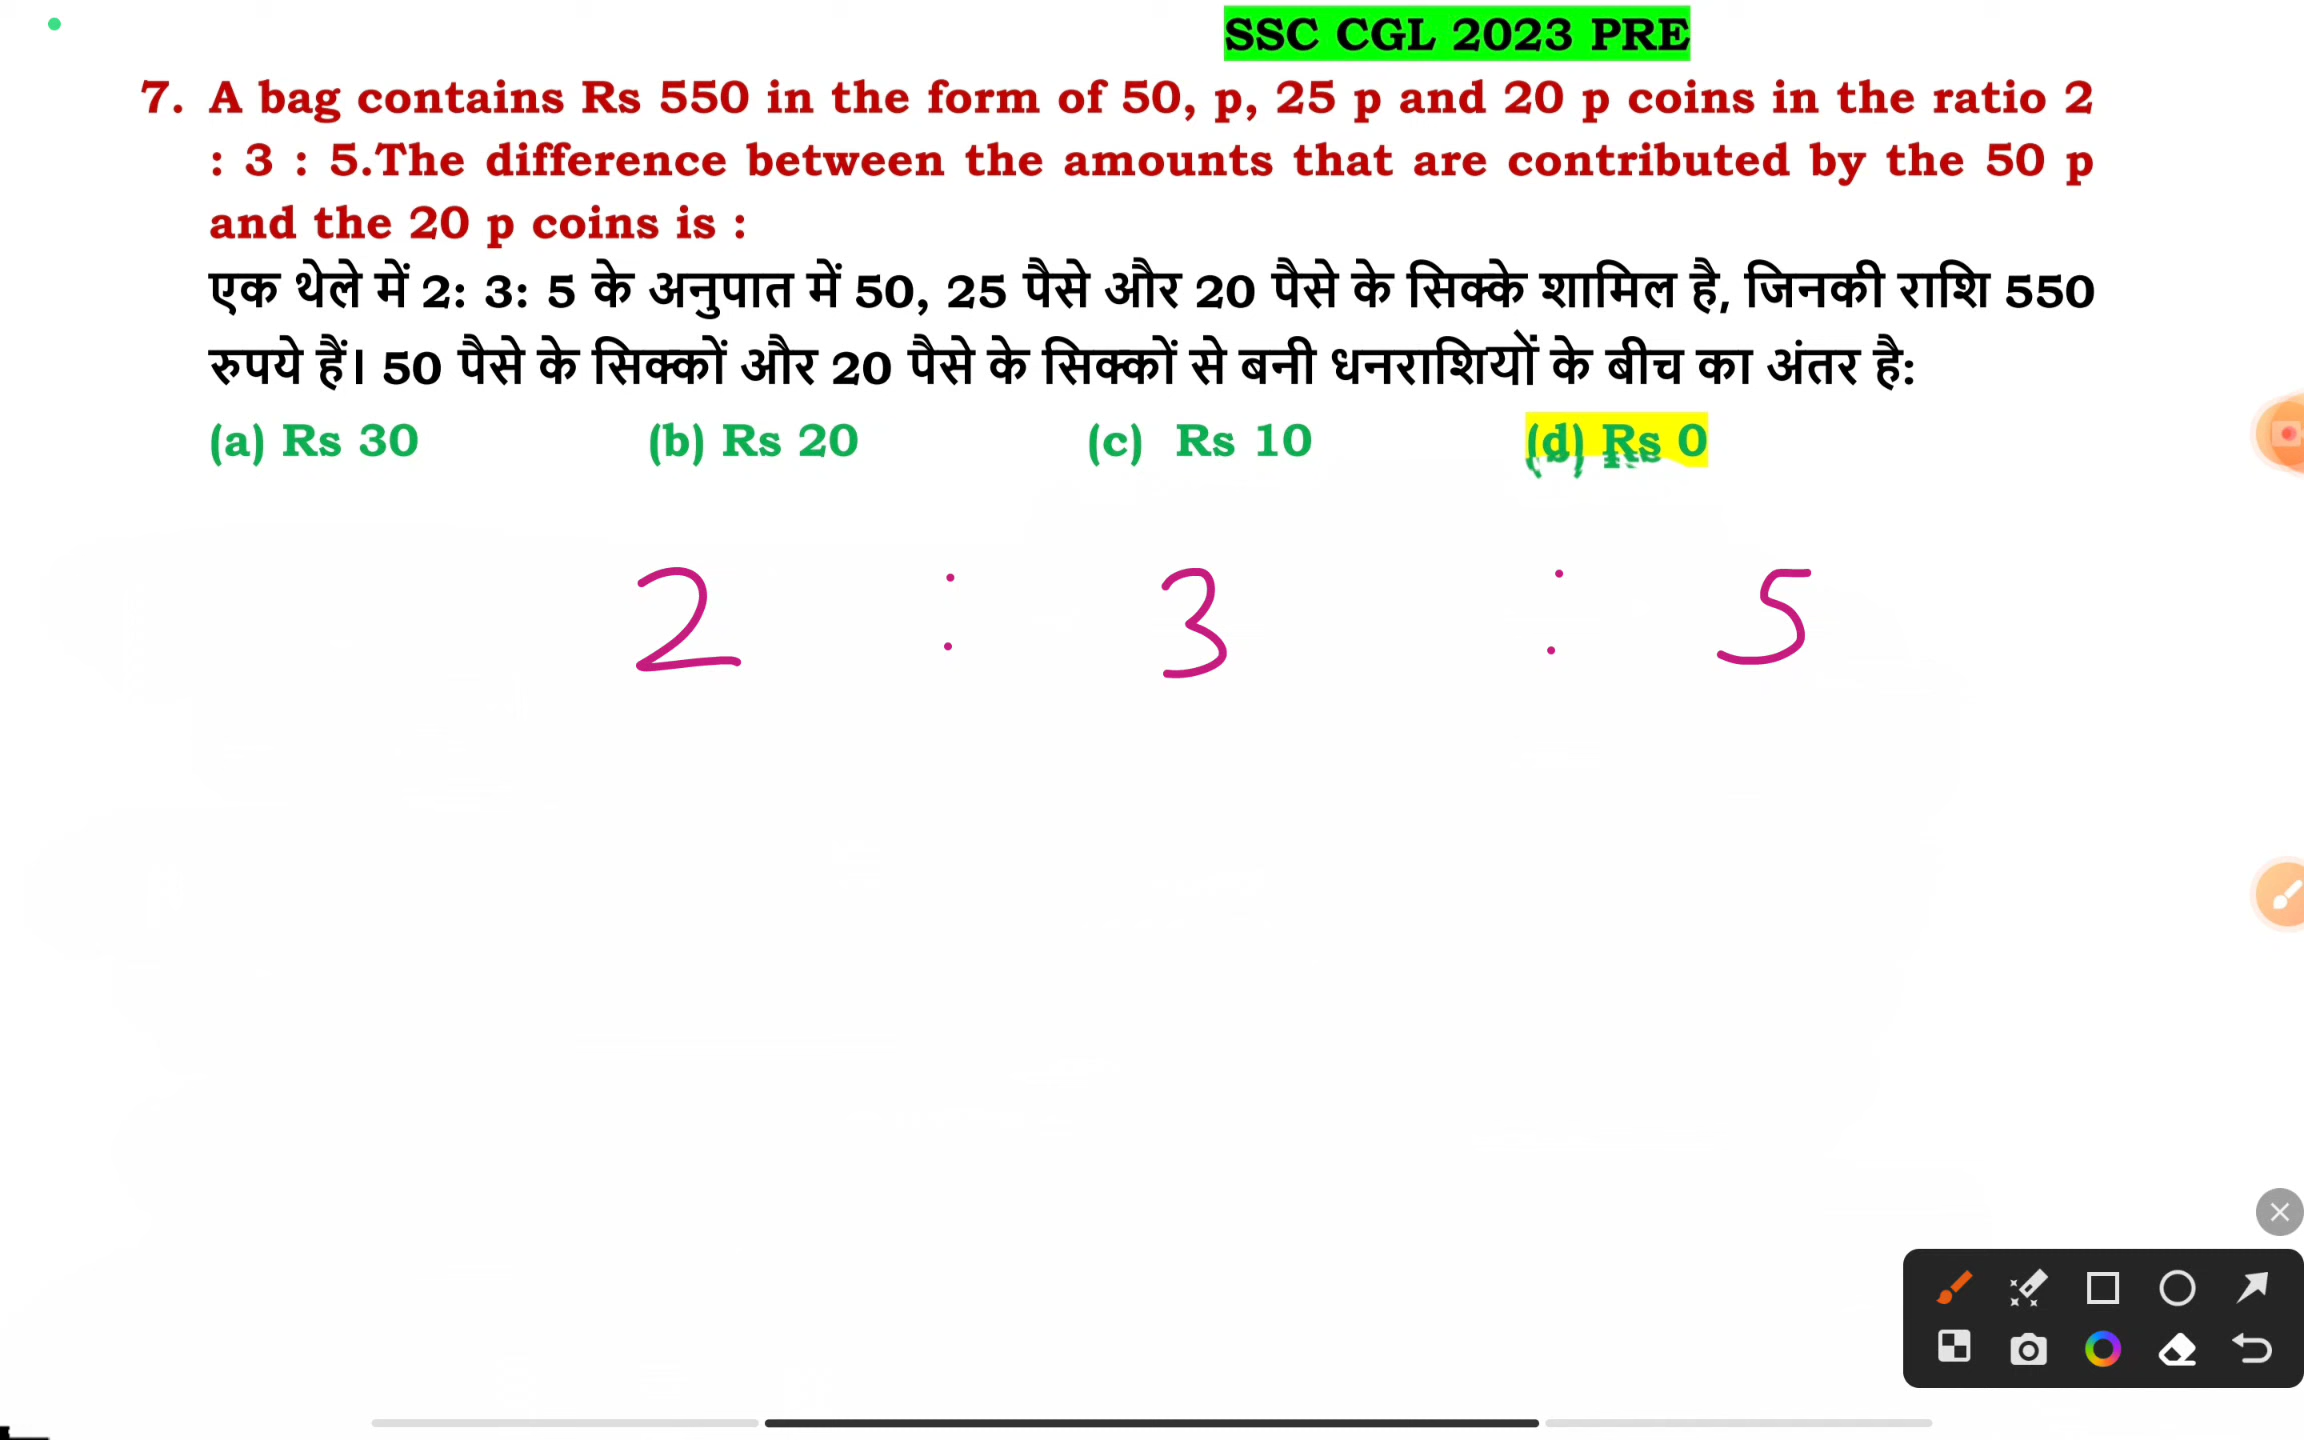 SSC CGL 2023 PRE
7. A bag contains Rs 550 in the form of 50, p, 25 p and 20 p coins in the ratio 2
: 3 : 5.The difference between the amounts that are contributed by the 50 p
and the 20 p coins is :
एक थेले में 2: 3: 5 के अनुपात में 50, 25 पैसे और 20 पैसे के सिक्के शामिल है, जिनकी राशि 550
रुपये हैं। 50 पैसे के सिक्कों और 20 पैसे के सिक्कों से बनी धनराशियों के बीच का अंतर है:
(a) Rs 30 (b) Rs 20 (c) Rs 10 (d) Rs 0
2 : 3 : 5